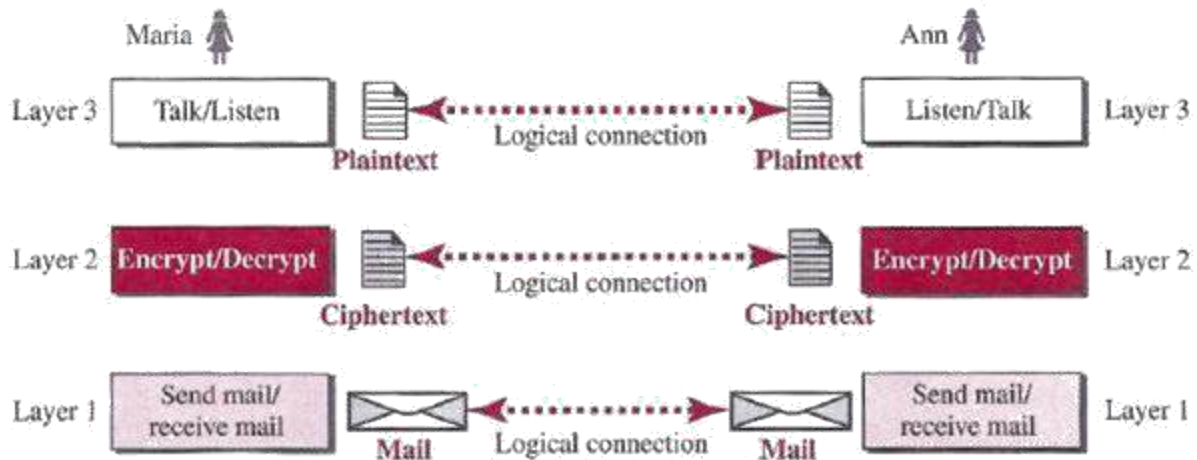 Maria
Ann
Layer 3
Talk/Listen
Logical connection
Listen/Talk
Layer 3
Plaintext
Plaintext
Layer 2
Encrypt/Decrypt
Logical connection
Encrypt/Decrypt
Layer 2
Ciphertext
Ciphertext
Layer 1
Send mail/
receive mail
Logical connection
Send mail/
receive mail
Layer 1
Mail
Mail